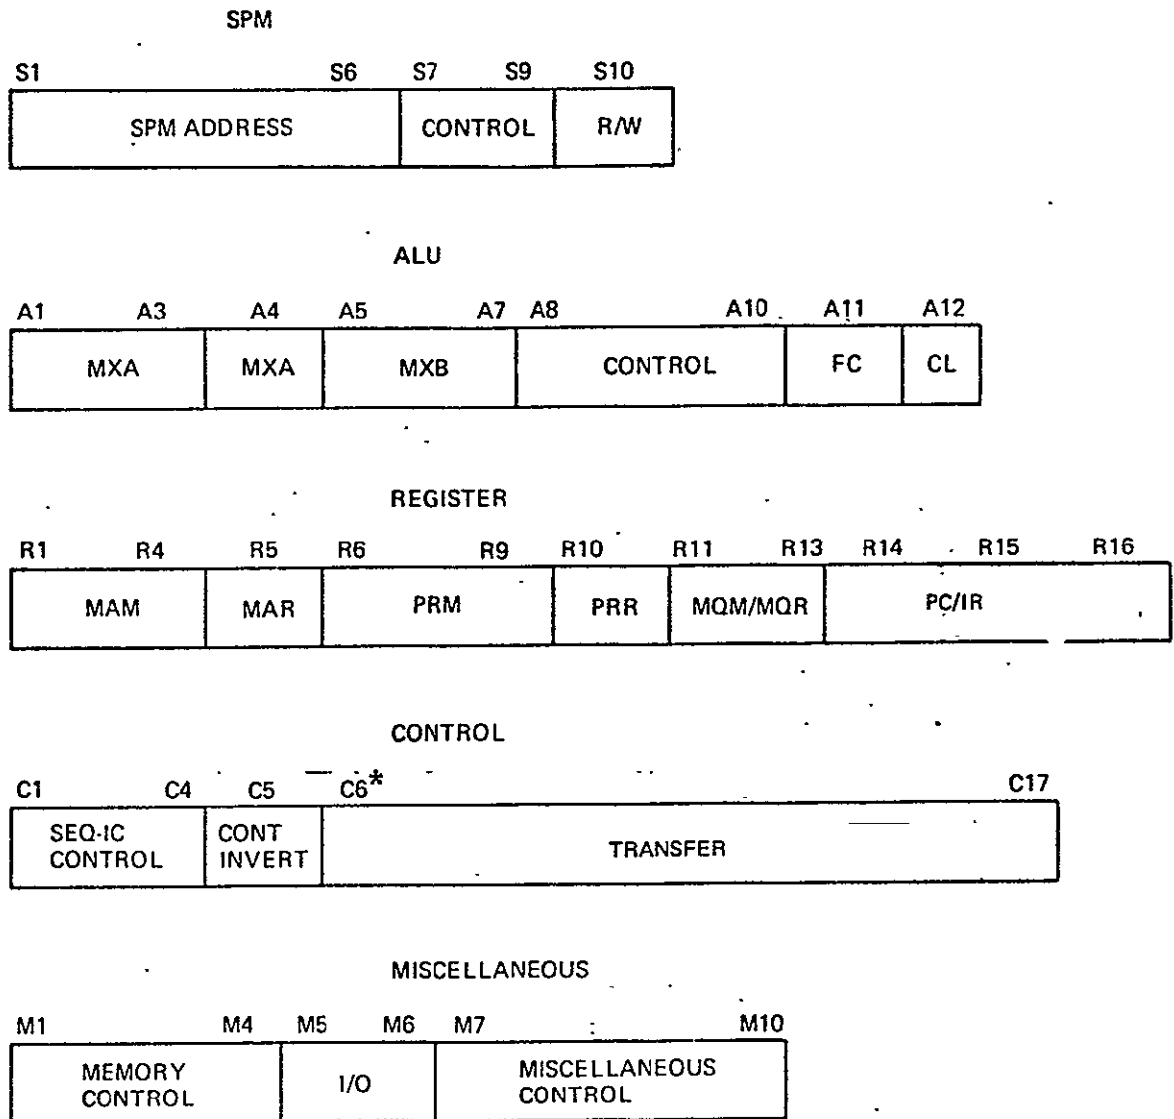 SPM
S1 S6 S7 S9 S10
SPM ADDRESS CONTROL R/W
ALU
A1 A3 A4 A5 A7 A8 A10 A11 A12
MXA MXA MXB CONTROL FC CL
REGISTER
R1 R4 R5 R6 R9 R10 R11 R13 R14 R15 R16
MAM MAR PRM PRR MQM/MQR PC/IR
CONTROL
C1 C4 C5 C6* C17
SEQ-IC CONT
CONTROL INVERT TRANSFER
MISCELLANEOUS
M1 M4 M5 M6 M7 M10
MEMORY I/O MISCELLANEOUS
CONTROL CONTROL